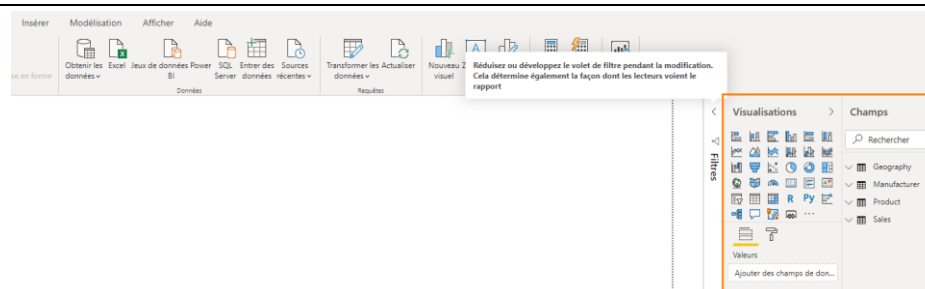 Insérer Modélisation Afficher Aide
Obtenir les données Excel Jeux de données Power BI SQL Server Entrer des données Sources récentes Transformer les données Actualiser Nouveau visuel
en forme
Données Requêtes
Réduisez ou développez le volet de filtre pendant la modification.
Cela détermine également la façon dont les lecteurs voient le
rapport
Filtres
Visualisations
R Py
Valeurs
Ajouter des champs de don...
Champs
Rechercher
Geography
Manufacturer
Product
Sales